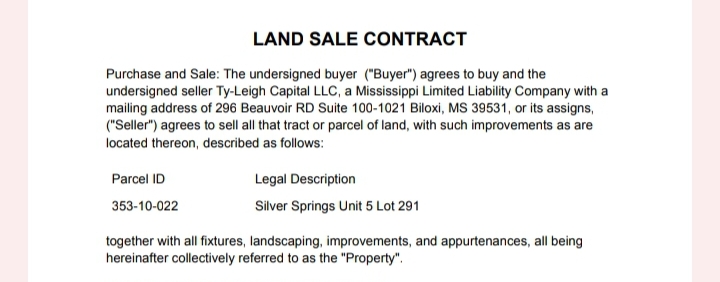 LAND SALE CONTRACT
Purchase and Sale: The undersigned buyer ("Buyer") agrees to buy and the
undersigned seller Ty-Leigh Capital LLC, a Mississippi Limited Liability Company with a
mailing address of 296 Beauvoir RD Suite 100-1021 Biloxi, MS 39531, or its assigns,
("Seller") agrees to sell all that tract or parcel of land, with such improvements as are
located thereon, described as follows:
Parcel ID Legal Description
353-10-022 Silver Springs Unit 5 Lot 291
together with all fixtures, landscaping, improvements, and appurtenances, all being
hereinafter collectively referred to as the "Property".